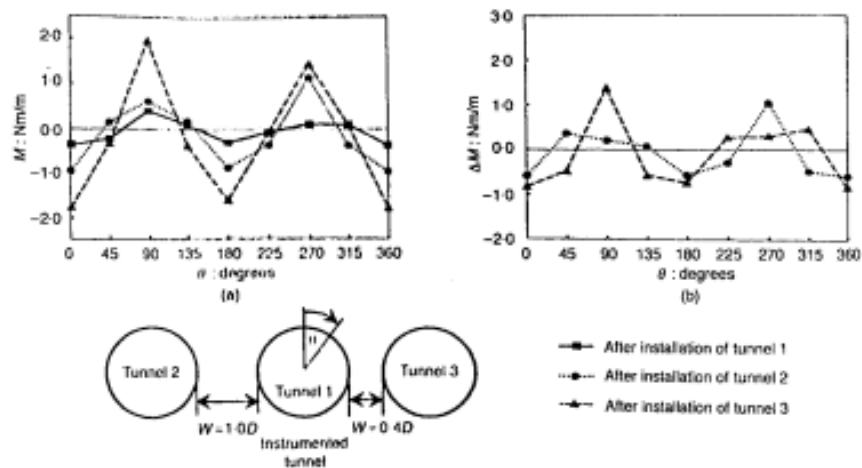 M : Nm/m
2·0
1·0
0·0
−1·0
−2·0
0 45 90 135 180 225 270 315 360
θ : degrees
(a)
ΔM : Nm/m
3·0
2·0
1·0
0·0
−1·0
−2·0
0 45 90 135 180 225 270 315 360
θ : degrees
(b)
Tunnel 2
Tunnel 1
Tunnel 3
W=1·0D
W=0·4D
Instrumented
tunnel
After installation of tunnel 1
After installation of tunnel 2
After installation of tunnel 3